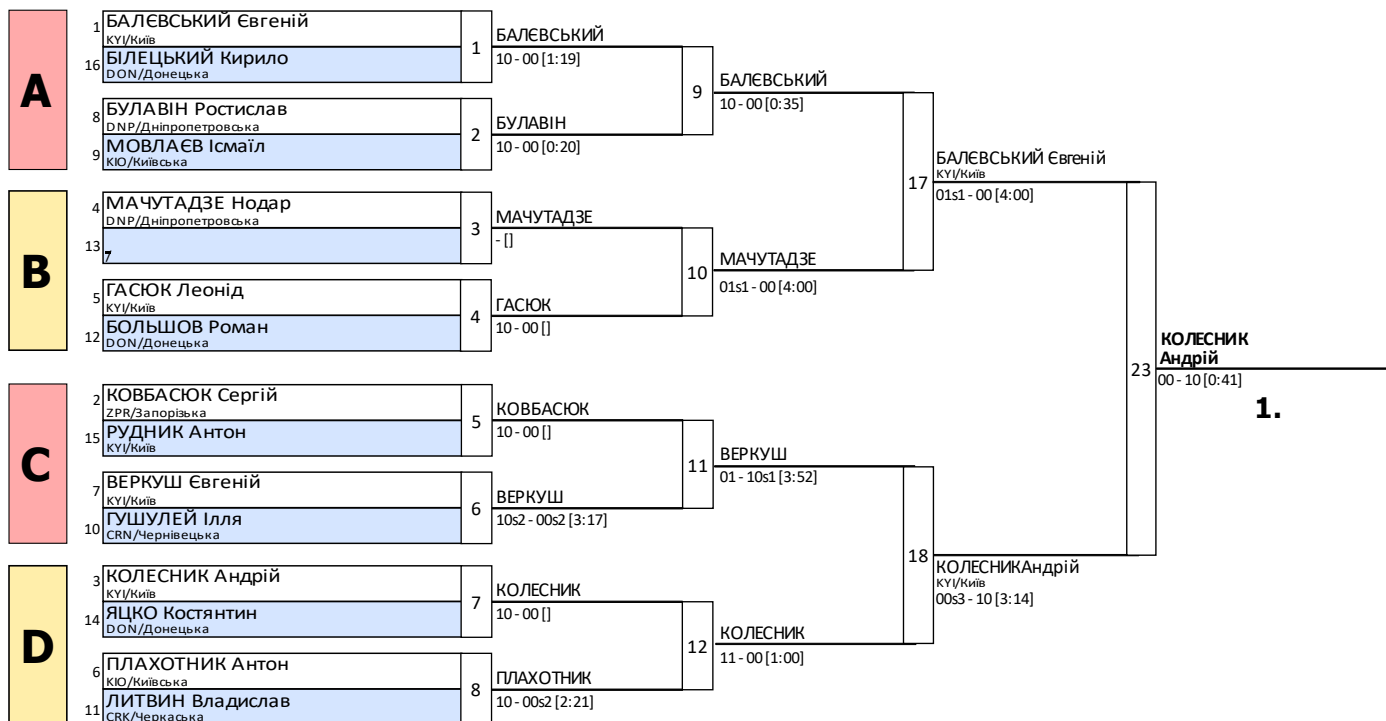 A
1 БАЛЄВСЬКИЙ Євгеній
KYI/Київ
16 БІЛЕЦЬКИЙ Кирило
DON/Донецька
1
БАЛЄВСЬКИЙ
10 - 00 [1:19]
8 БУЛАВІН Ростислав
DNP/Дніпропетровська
9 МОВЛАЄВ Ісмаїл
KIO/Київська
2
БУЛАВІН
10 - 00 [0:20]
9
БАЛЄВСЬКИЙ
10 - 00 [0:35]
B
4 МАЧУТАДЗЕ Нодар
DNP/Дніпропетровська
13
7
3
МАЧУТАДЗЕ
- []
5 ГАСЮК Леонід
KYI/Київ
12 БОЛЬШОВ Роман
DON/Донецька
4
ГАСЮК
10 - 00 []
10
МАЧУТАДЗЕ
01s1 - 00 [4:00]
17
БАЛЄВСЬКИЙ Євгеній
KYI/Київ
01s1 - 00 [4:00]
C
2 КОВБАСЮК Сергій
ZPR/Запорізька
15 РУДНИК Антон
KYI/Київ
5
КОВБАСЮК
10 - 00 []
7 ВЕРКУШ Євгеній
KYI/Київ
10 ГУШУЛЕЙ Ілля
CRN/Чернівецька
6
ВЕРКУШ
10s2 - 00s2 [3:17]
11
ВЕРКУШ
01 - 10s1 [3:52]
D
3 КОЛЕСНИК Андрій
KYI/Київ
14 ЯЦКО Костянтин
DON/Донецька
7
КОЛЕСНИК
10 - 00 []
6 ПЛАХОТНИК Антон
KIO/Київська
11 ЛИТВИН Владислав
CRK/Черкаська
8
ПЛАХОТНИК
10 - 00s2 [2:21]
12
КОЛЕСНИК
11 - 00 [1:00]
18
КОЛЕСНИКАндрій
KYI/Київ
00s3 - 10 [3:14]
23
КОЛЕСНИК
Андрій
00 - 10 [0:41]
1.